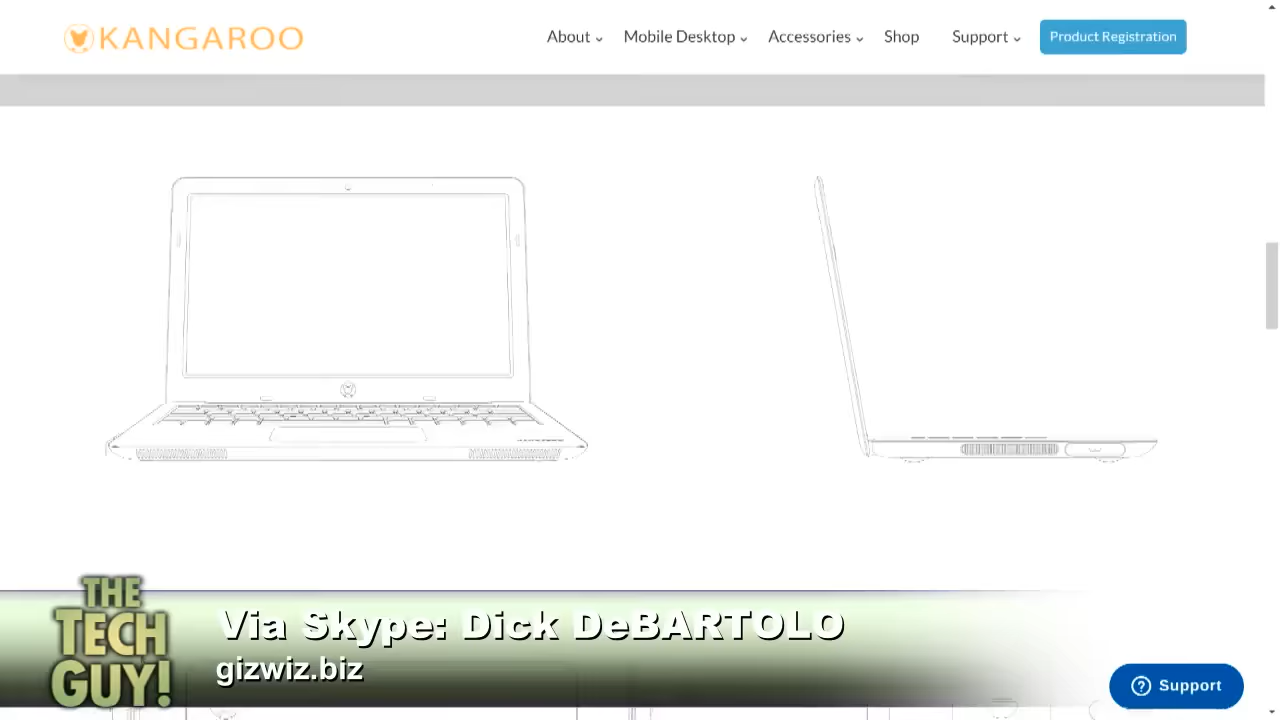 KANGAROO
About
Mobile Desktop
Accessories
Shop
Support
Product Registration
THE
TECH
GUY!
Via Skype: Dick DeBARTOLO
gizwiz.biz
Support